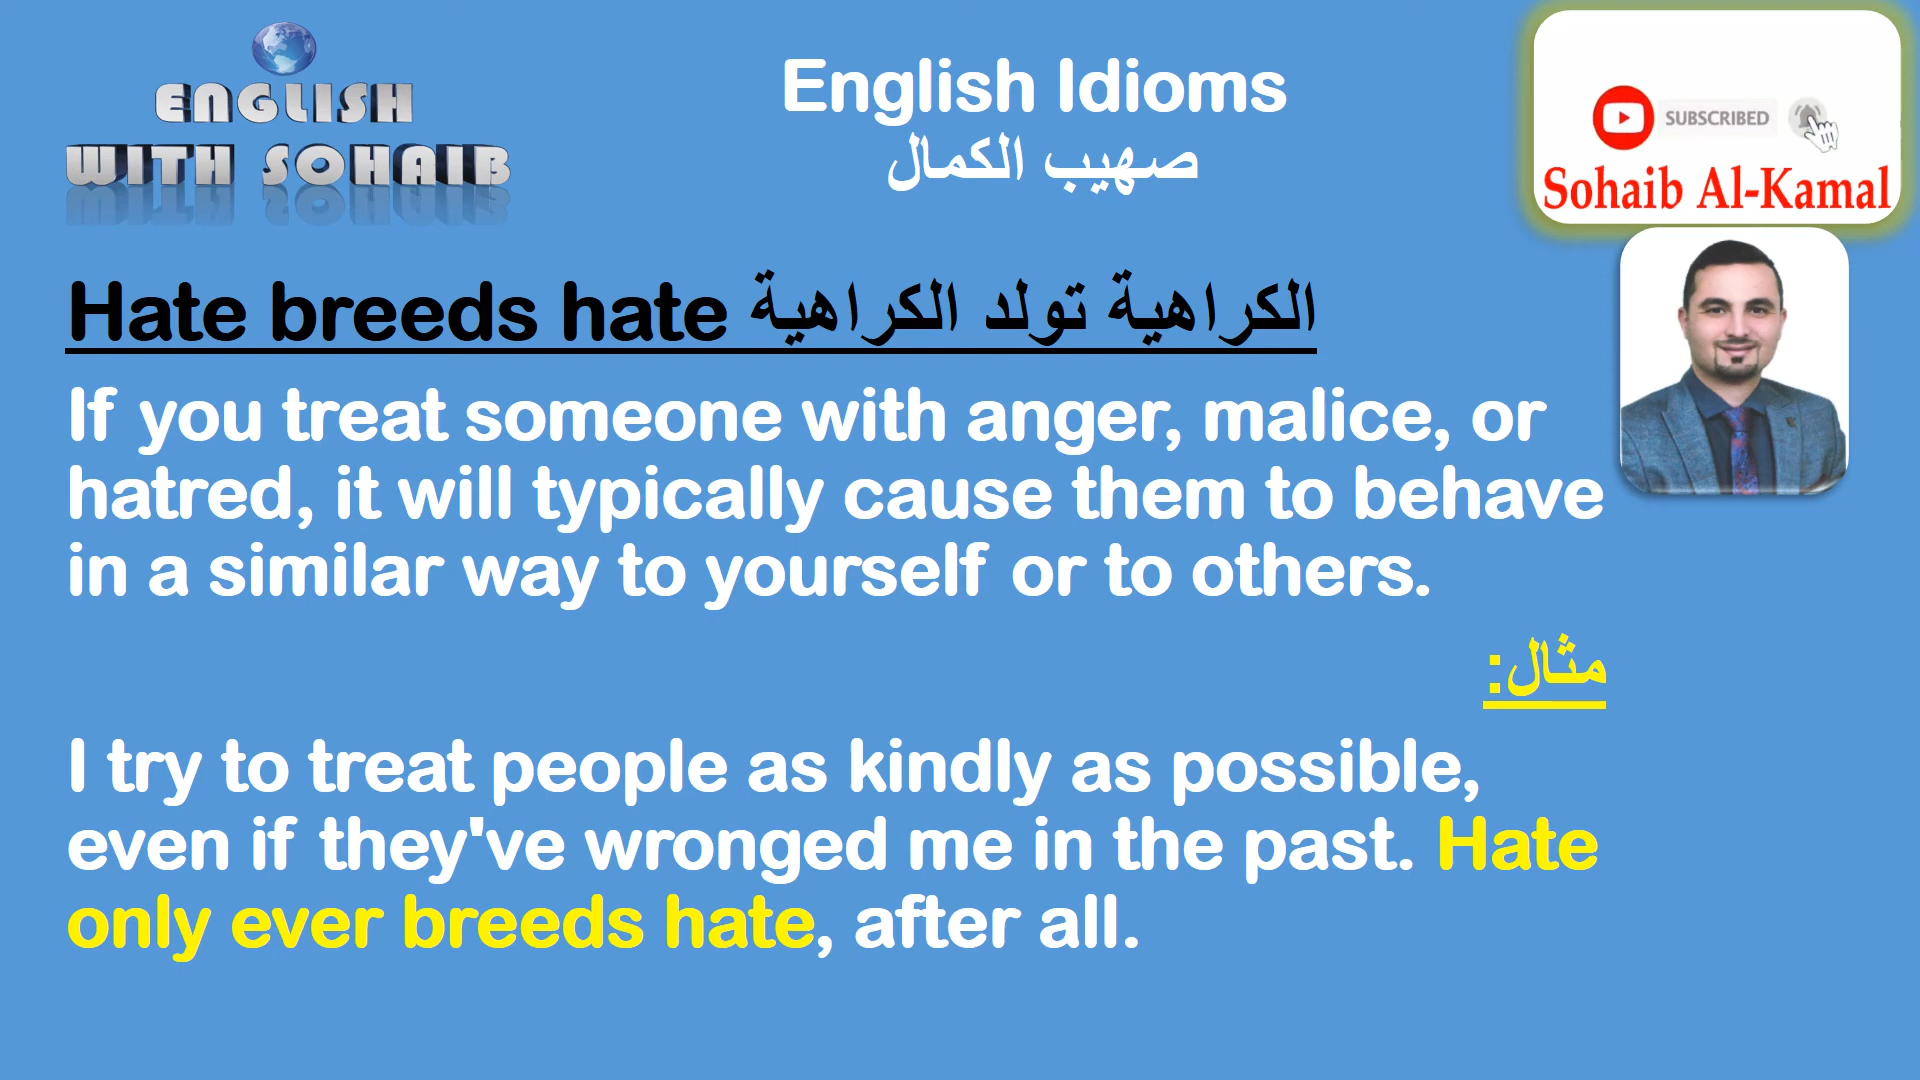 ENGLISH
WITH SOHAIB
English Idioms
صهيب الكمال
SUBSCRIBED
Sohaib Al-Kamal
Hate breeds hate الكراهية تولد الكراهية
If you treat someone with anger, malice, or
hatred, it will typically cause them to behave
in a similar way to yourself or to others.
مثال:
I try to treat people as kindly as possible,
even if they've wronged me in the past. Hate
only ever breeds hate, after all.